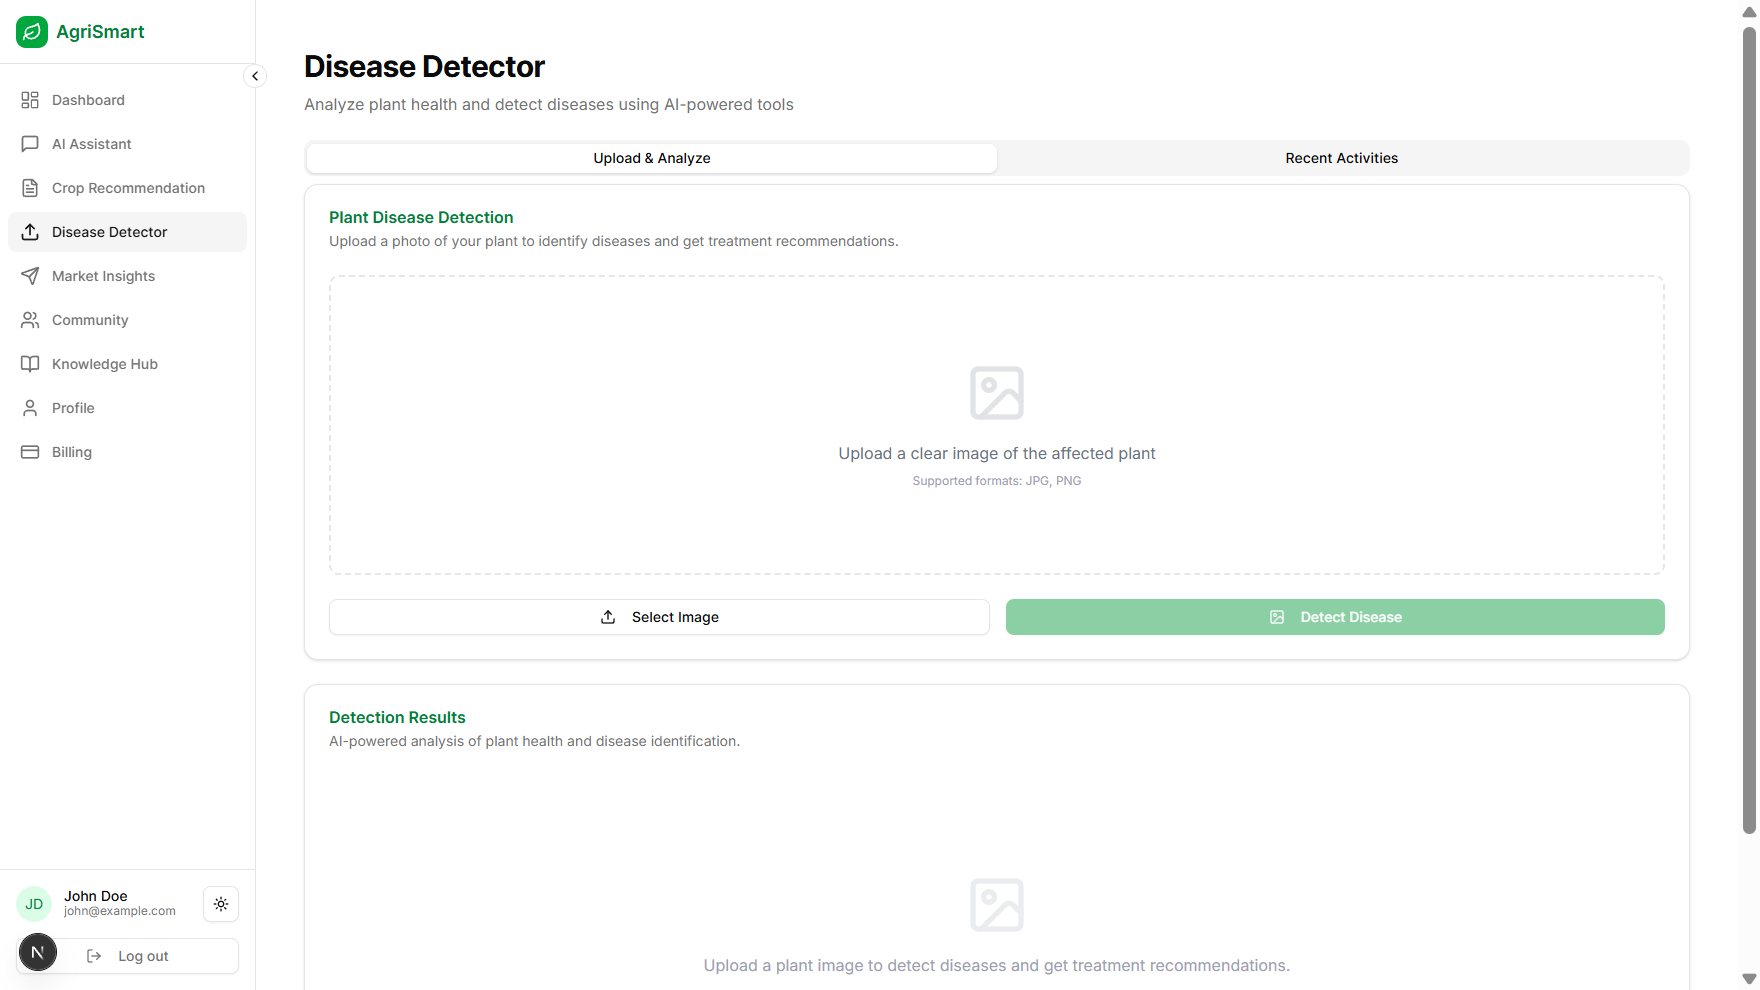 AgriSmart
Dashboard
AI Assistant
Crop Recommendation
Disease Detector
Market Insights
Community
Knowledge Hub
Profile
Billing
JD
John Doe
john@example.com
N
Log out
Disease Detector
Analyze plant health and detect diseases using AI-powered tools
Upload & Analyze
Recent Activities
Plant Disease Detection
Upload a photo of your plant to identify diseases and get treatment recommendations.
Upload a clear image of the affected plant
Supported formats: JPG, PNG
Select Image
Detect Disease
Detection Results
AI-powered analysis of plant health and disease identification.
Upload a plant image to detect diseases and get treatment recommendations.